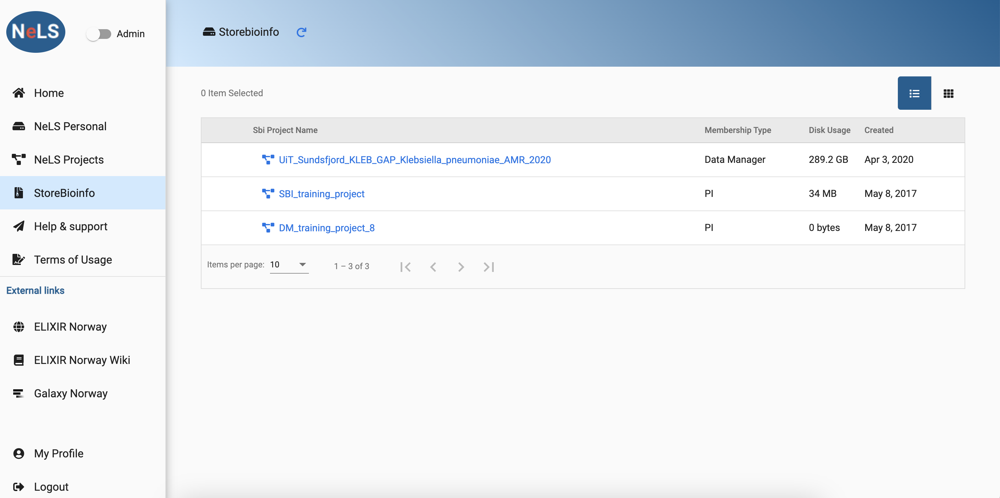 NeLS
Admin
Home
NeLS Personal
NeLS Projects
StoreBioinfo
Help & support
Terms of Usage
External links
ELIXIR Norway
ELIXIR Norway Wiki
Galaxy Norway
My Profile
Logout
Storebioinfo
0 Item Selected
Sbi Project Name Membership Type Disk Usage Created
UiT_Sundsfjord_KLEB_GAP_Klebsiella_pneumoniae_AMR_2020 Data Manager 289.2 GB Apr 3, 2020
SBI_training_project PI 34 MB May 8, 2017
DM_training_project_8 PI 0 bytes May 8, 2017
Items per page: 10 1 – 3 of 3